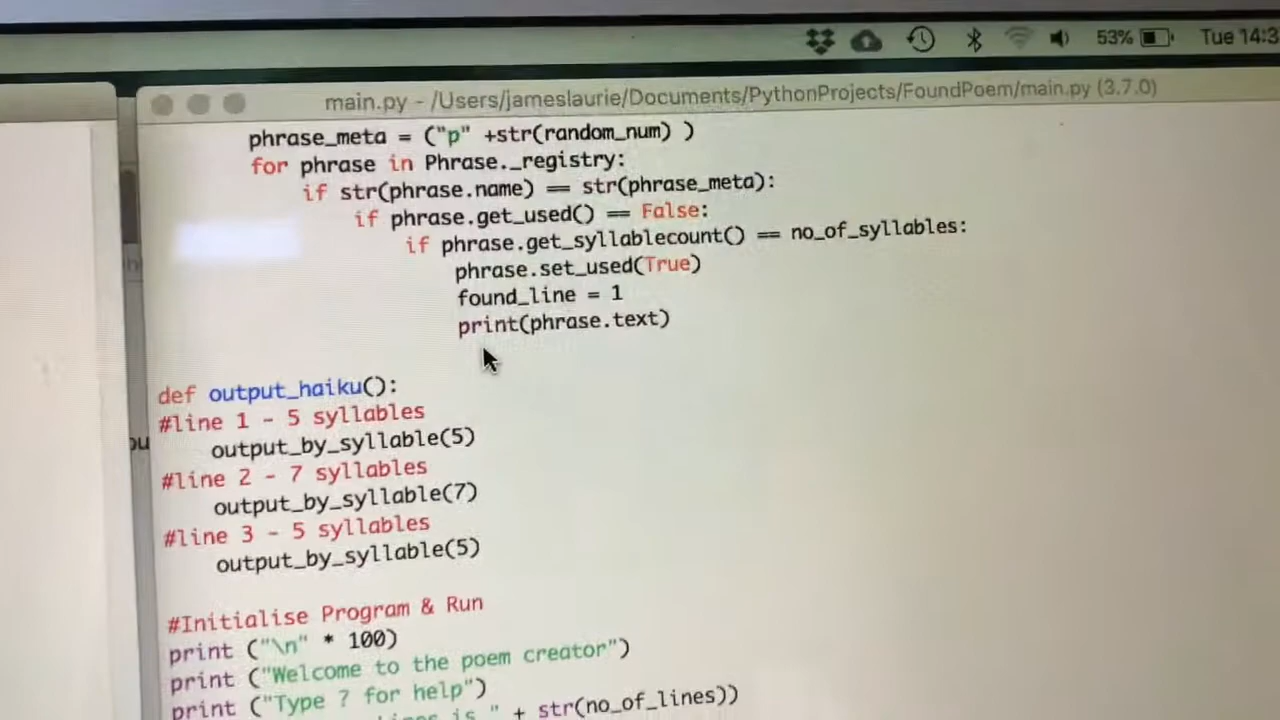 53% Tue 14:3
main.py - /Users/jameslaurie/Documents/PythonProjects/FoundPoem/main.py (3.7.0)
phrase_meta = ("p" +str(random_num) )
for phrase in Phrase._registry:
if str(phrase.name) == str(phrase_meta):
if phrase.get_used() == False:
if phrase.get_syllablecount() == no_of_syllables:
phrase.set_used(True)
found_line = 1
print(phrase.text)
def output_haiku():
#line 1 - 5 syllables
output_by_syllable(5)
#line 2 - 7 syllables
output_by_syllable(7)
#line 3 - 5 syllables
output_by_syllable(5)
#Initialise Program & Run
print ("\n" * 100)
print ("Welcome to the poem creator")
print ("Type ? for help")
is " + str(no_of_lines))